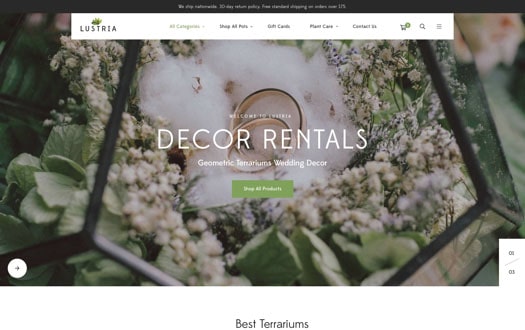 We ship nationwide. 30-day return policy. Free standard shipping on orders over $75.
LUSTRIA
All Categories
Shop All Pots
Gift Cards
Plant Care
Contact Us
0
WELCOME TO LUSTRIA
DECOR RENTALS
Geometric Terrariums Wedding Decor
Shop All Products
01
03
Best Terrariums